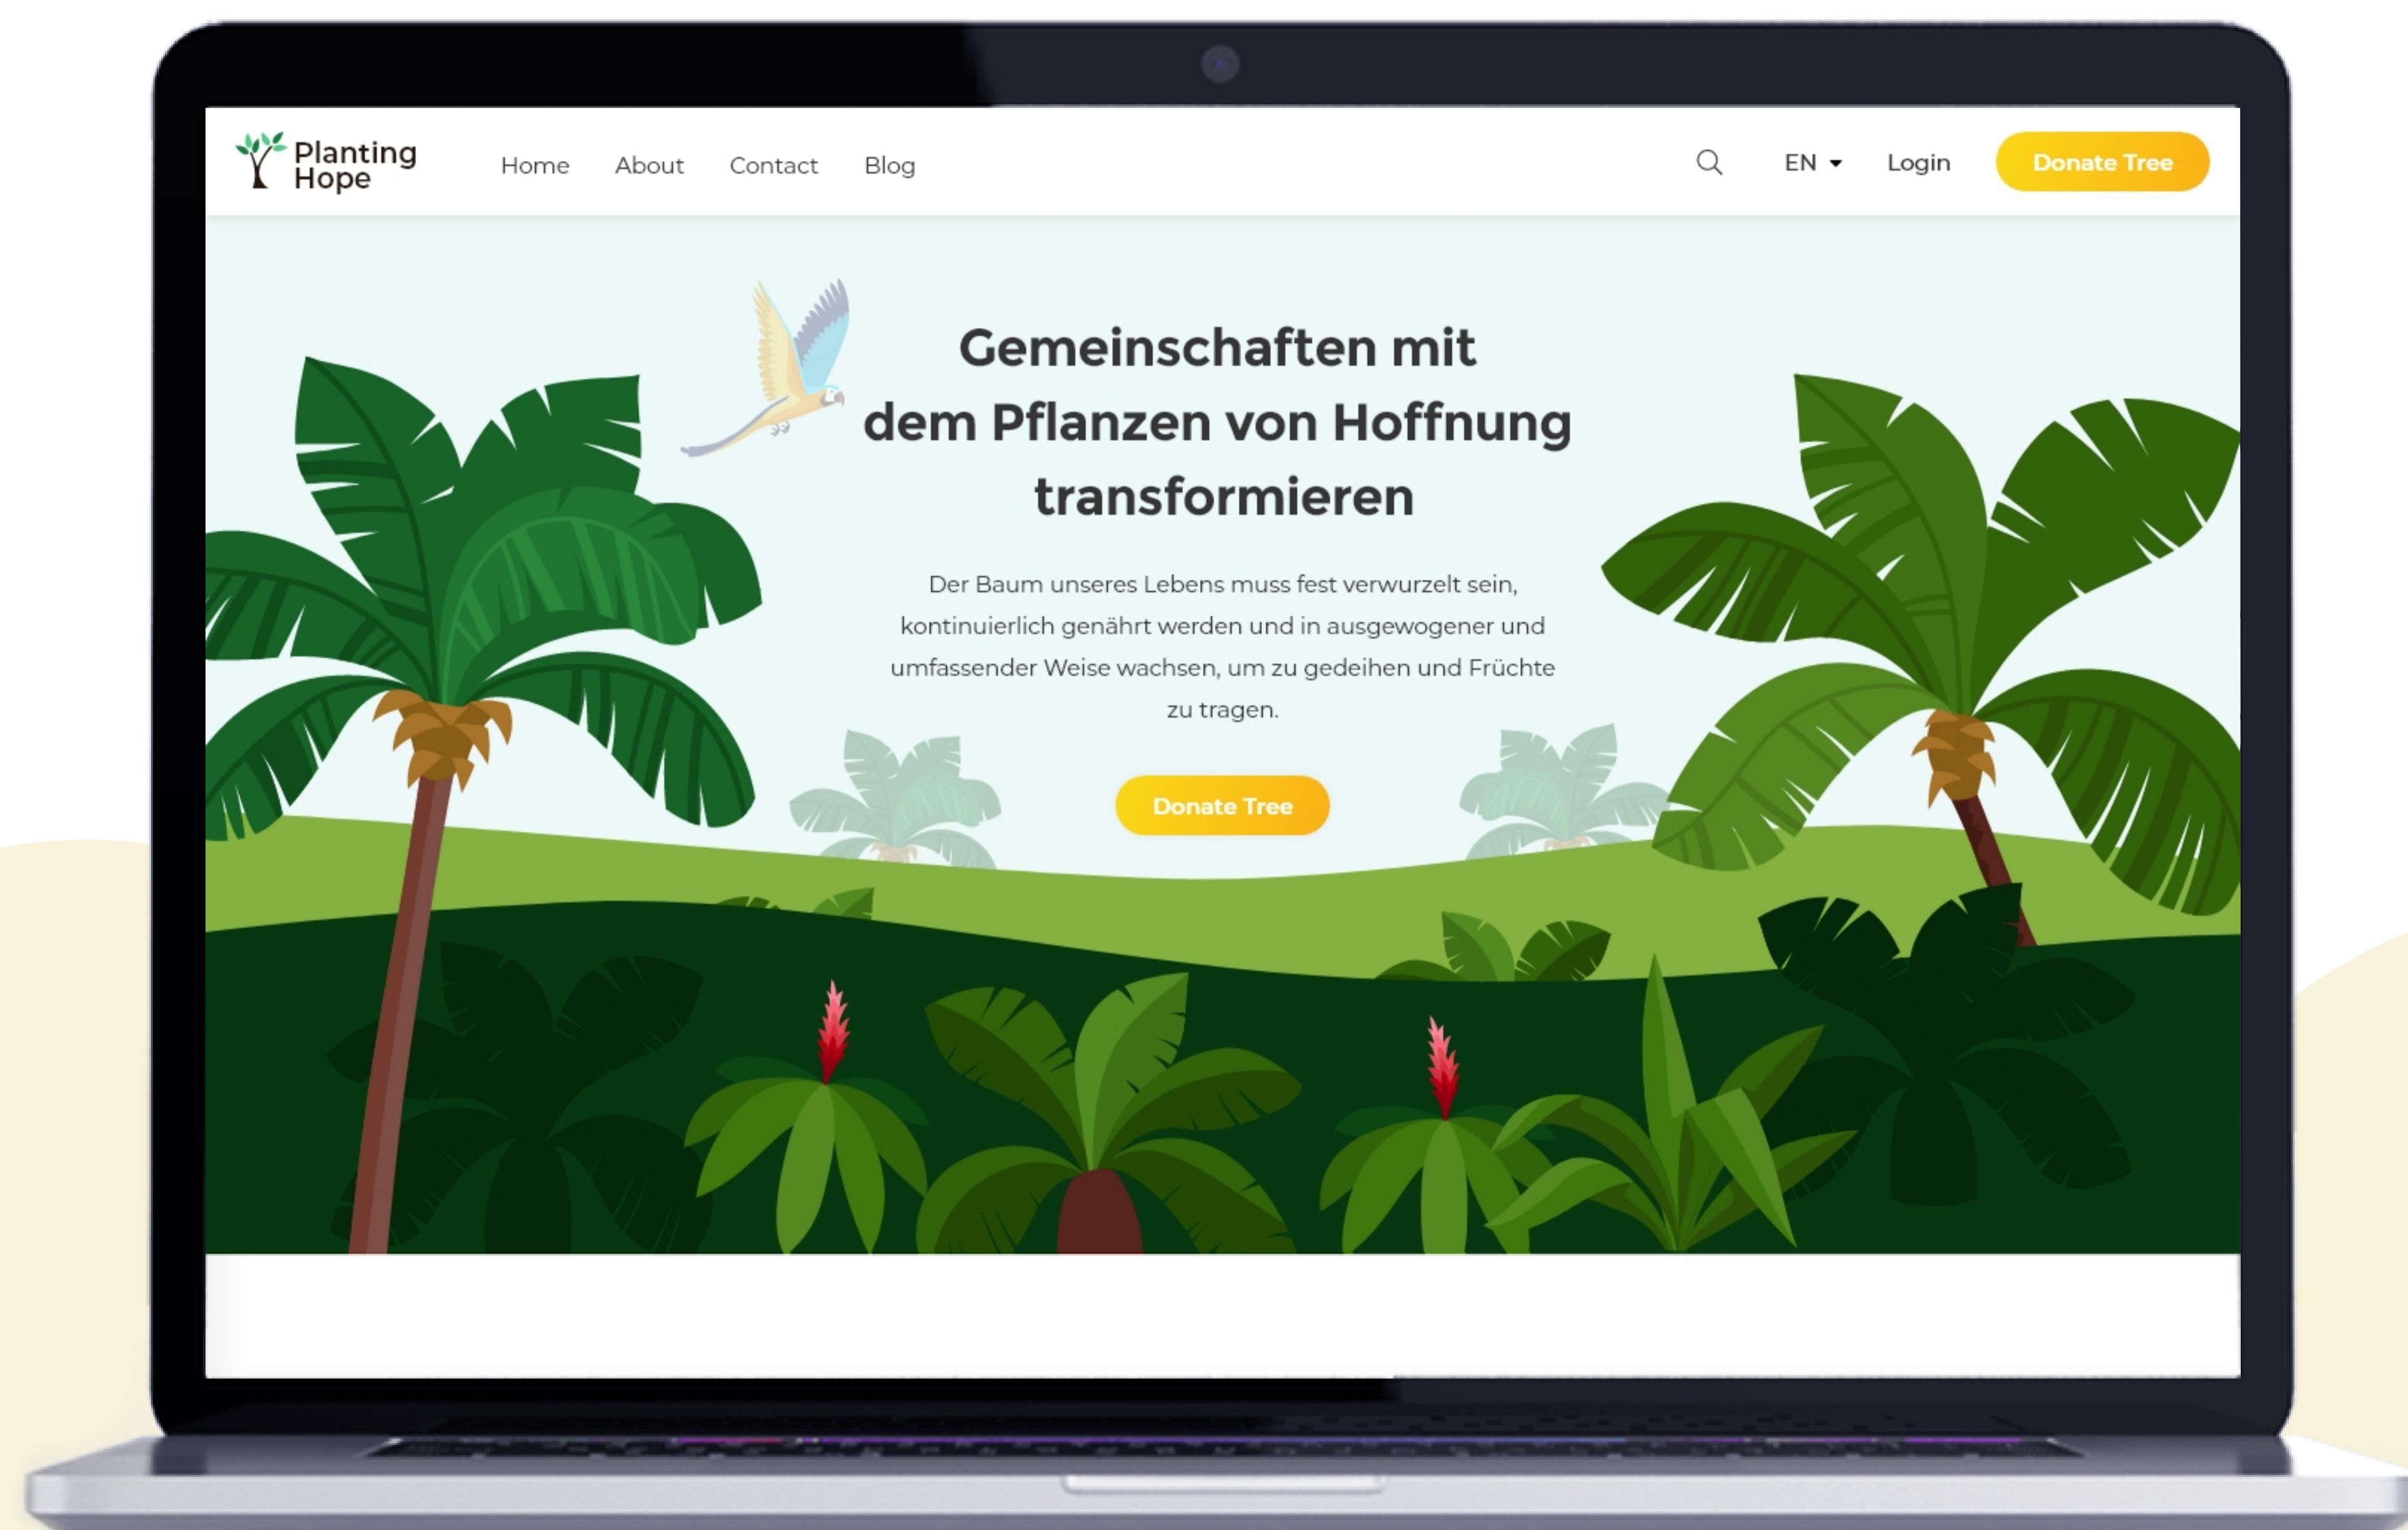 Planting
Hope
Home About Contact Blog
EN Login Donate Tree
Gemeinschaften mit
dem Pflanzen von Hoffnung
transformieren
Der Baum unseres Lebens muss fest verwurzelt sein,
kontinuierlich genährt werden und in ausgewogener und
umfassender Weise wachsen, um zu gedeihen und Früchte
zu tragen.
Donate Tree